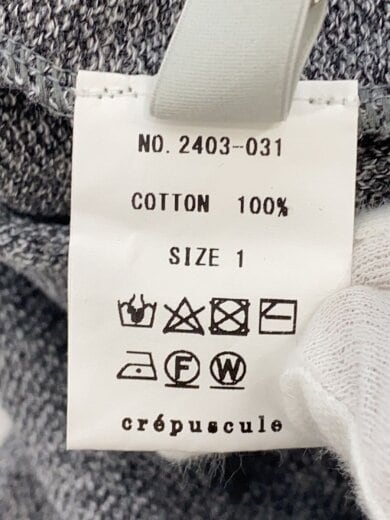 NO. 2403-031
COTTON 100%
SIZE 1
F W
crépuscule